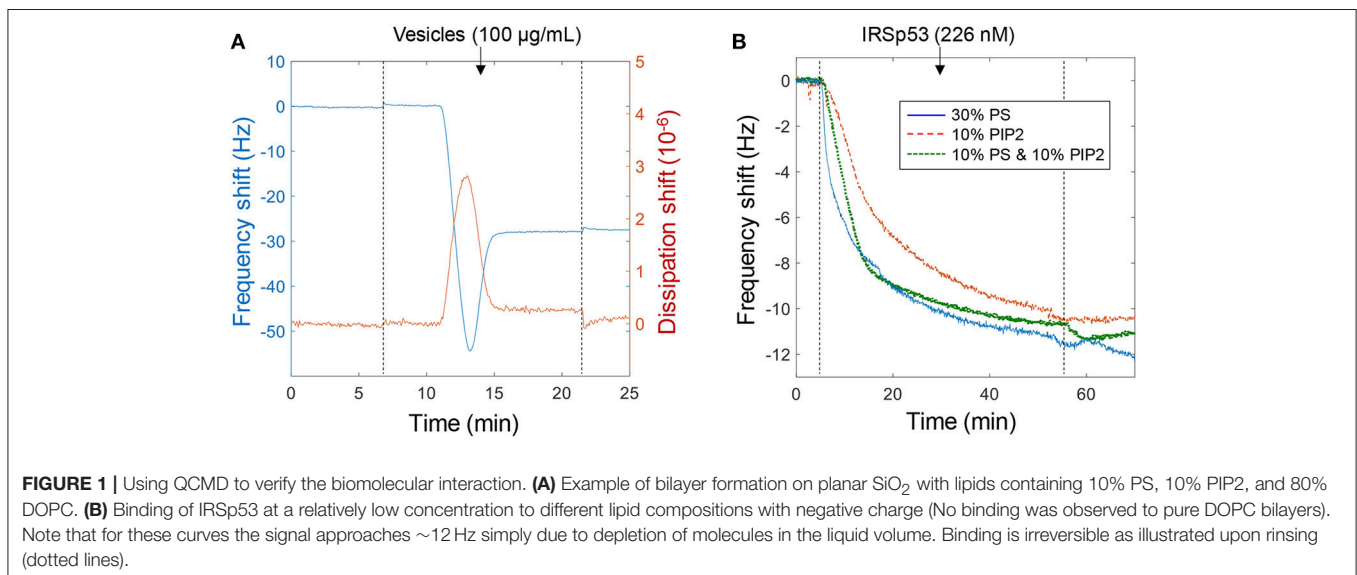 A
Vesicles (100 µg/mL)
10
0
-10
-20
-30
-40
-50
Frequency shift (Hz)
5
4
3
2
1
0
Dissipation shift (10-6)
0 5 10 15 20 25
Time (min)
B
IRSp53 (226 nM)
0
-2
-4
-6
-8
-10
-12
Frequency shift (Hz)
30% PS
10% PIP2
10% PS & 10% PIP2
0 20 40 60
Time (min)
FIGURE 1 | Using QCMD to verify the biomolecular interaction. (A) Example of bilayer formation on planar SiO2 with lipids containing 10% PS, 10% PIP2, and 80%
DOPC. (B) Binding of IRSp53 at a relatively low concentration to different lipid compositions with negative charge (No binding was observed to pure DOPC bilayers).
Note that for these curves the signal approaches ∼12 Hz simply due to depletion of molecules in the liquid volume. Binding is irreversible as illustrated upon rinsing
(dotted lines).